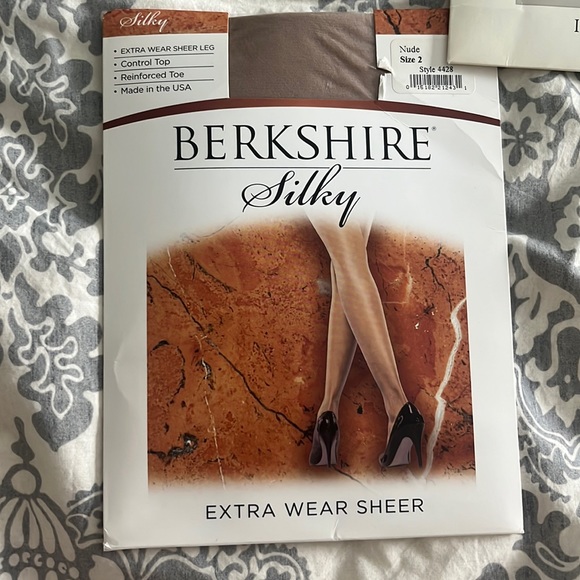 Silky
• EXTRA WEAR SHEER LEG
• Control Top
• Reinforced Toe
• Made in the USA
Nude
Size 2
Style 4428
BERKSHIRE®
Silky
EXTRA WEAR SHEER